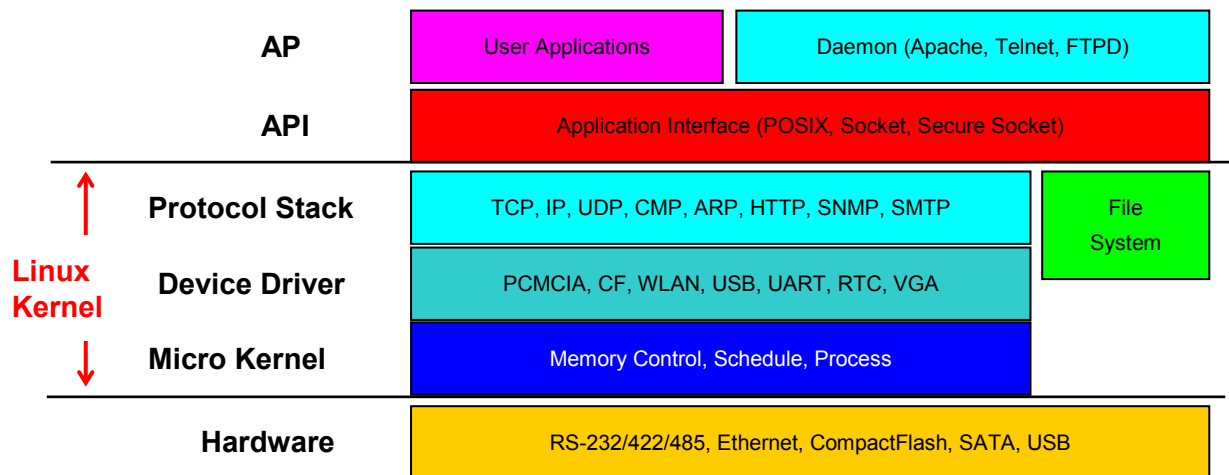 AP
User Applications
Daemon (Apache, Telnet, FTPD)
API
Application Interface (POSIX, Socket, Secure Socket)
Linux
Kernel
Protocol Stack
TCP, IP, UDP, CMP, ARP, HTTP, SNMP, SMTP
File
System
Device Driver
PCMCIA, CF, WLAN, USB, UART, RTC, VGA
Micro Kernel
Memory Control, Schedule, Process
Hardware
RS-232/422/485, Ethernet, CompactFlash, SATA, USB